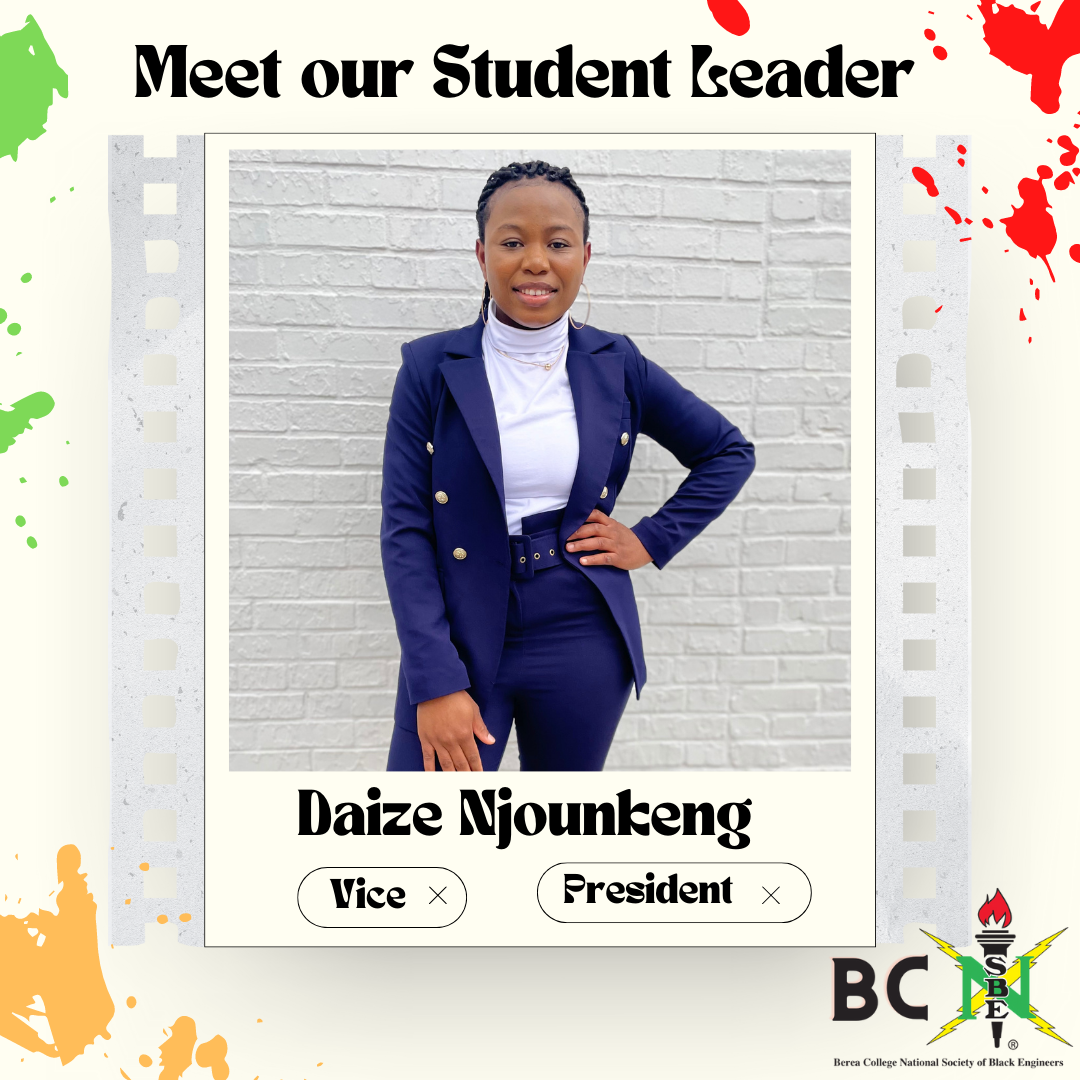 Meet our Student Leader
Daize Njounkeng
Vice
President
BC NSBE ®
Berea College National Society of Black Engineers